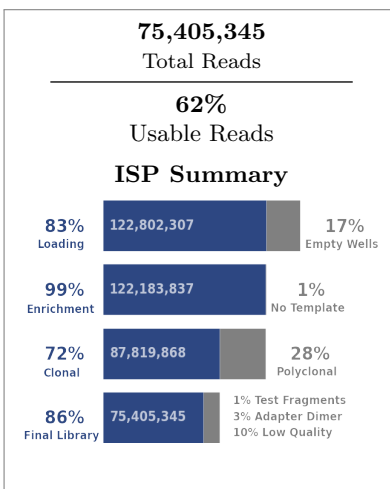 75,405,345
Total Reads
62%
Usable Reads
ISP Summary
83%
Loading
122,802,307
17%
Empty Wells
99%
Enrichment
122,183,837
1%
No Template
72%
Clonal
87,819,868
28%
Polyclonal
86%
Final Library
75,405,345
1% Test Fragments
3% Adapter Dimer
10% Low Quality